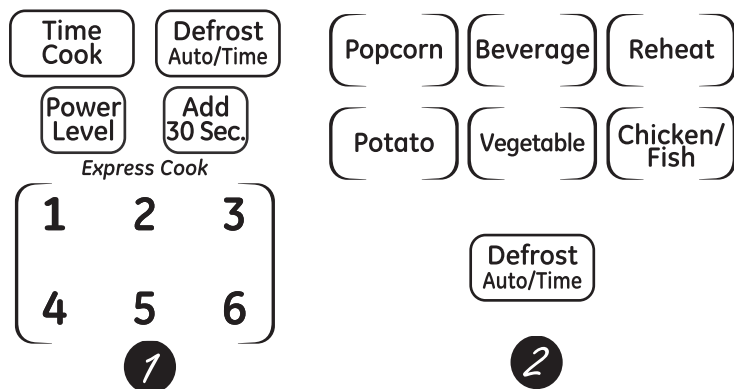 Time
Cook
Defrost
Auto/Time
Power
Level
Add
30 Sec.
Express Cook
1 2 3
4 5 6
1
Popcorn
Beverage
Reheat
Potato
Vegetable
Chicken/
Fish
Defrost
Auto/Time
2